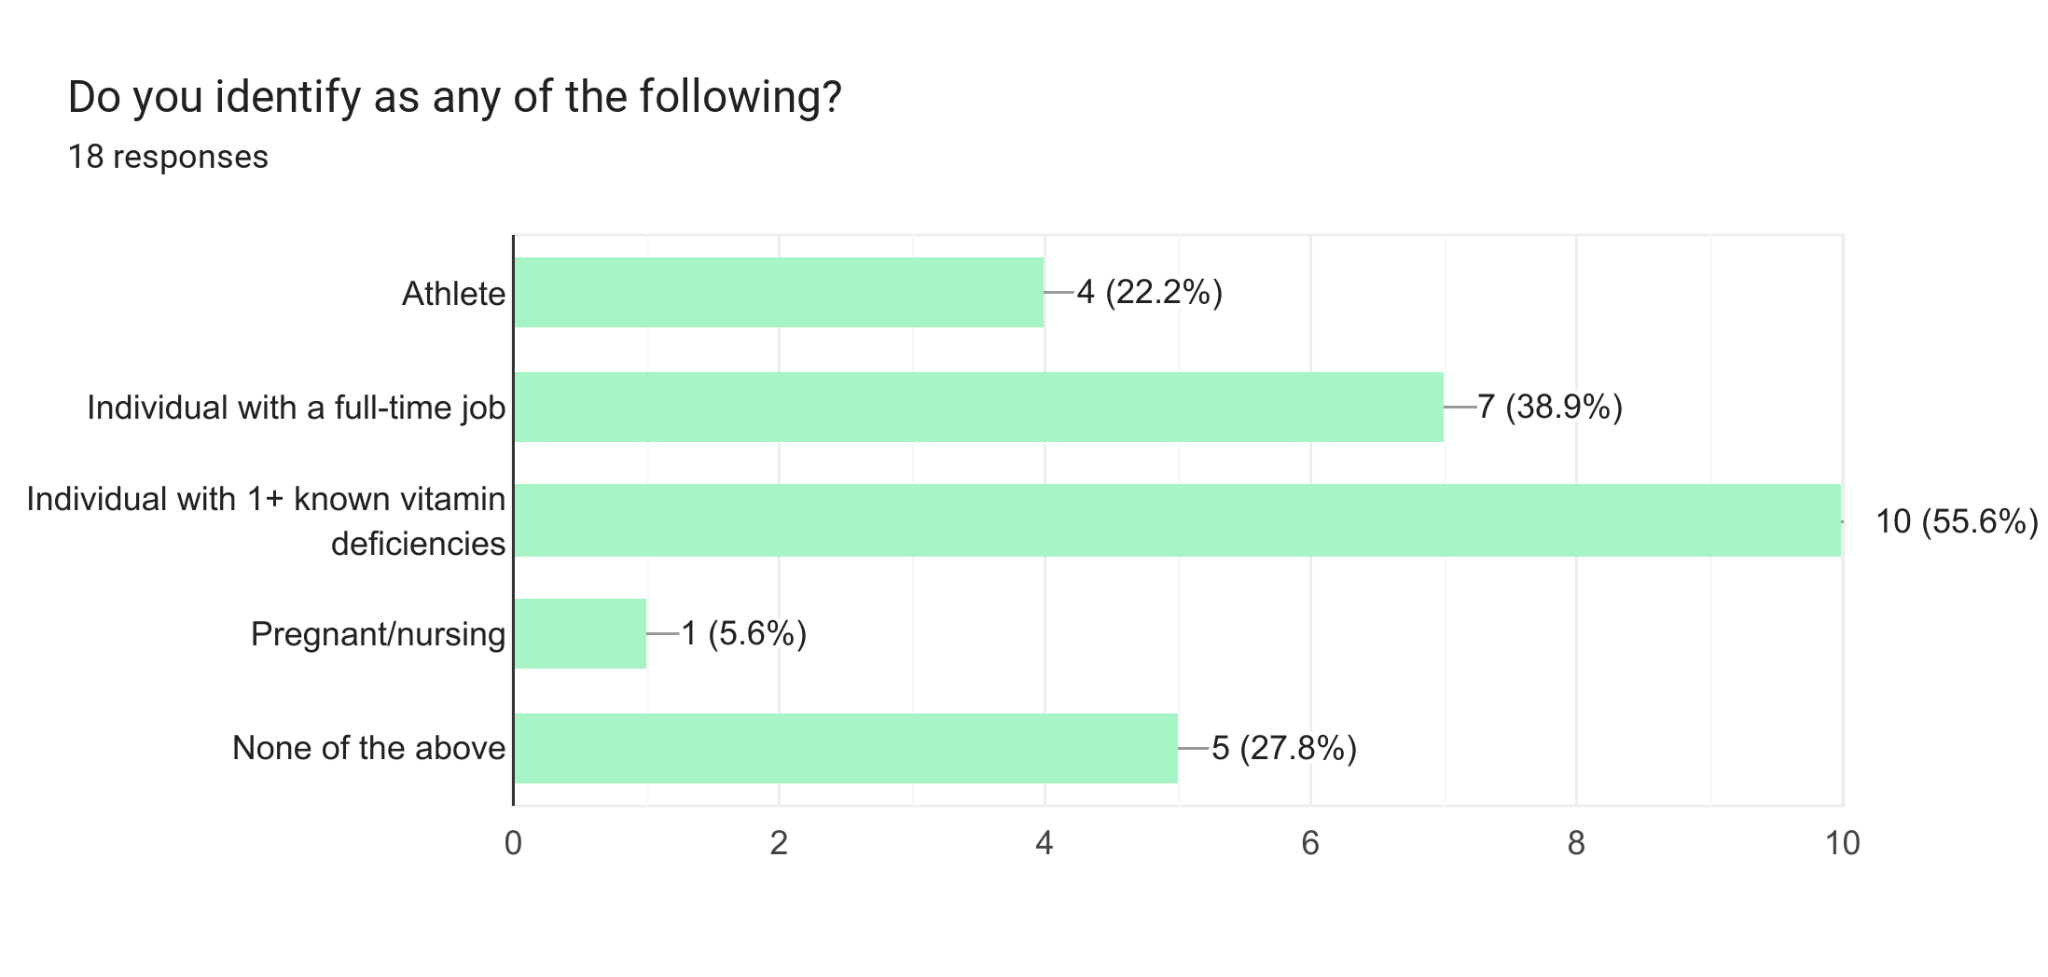 Do you identify as any of the following?
18 responses
Athlete
4 (22.2%)
Individual with a full-time job
7 (38.9%)
Individual with 1+ known vitamin
deficiencies
10 (55.6%)
Pregnant/nursing
1 (5.6%)
None of the above
5 (27.8%)
0 2 4 6 8 10